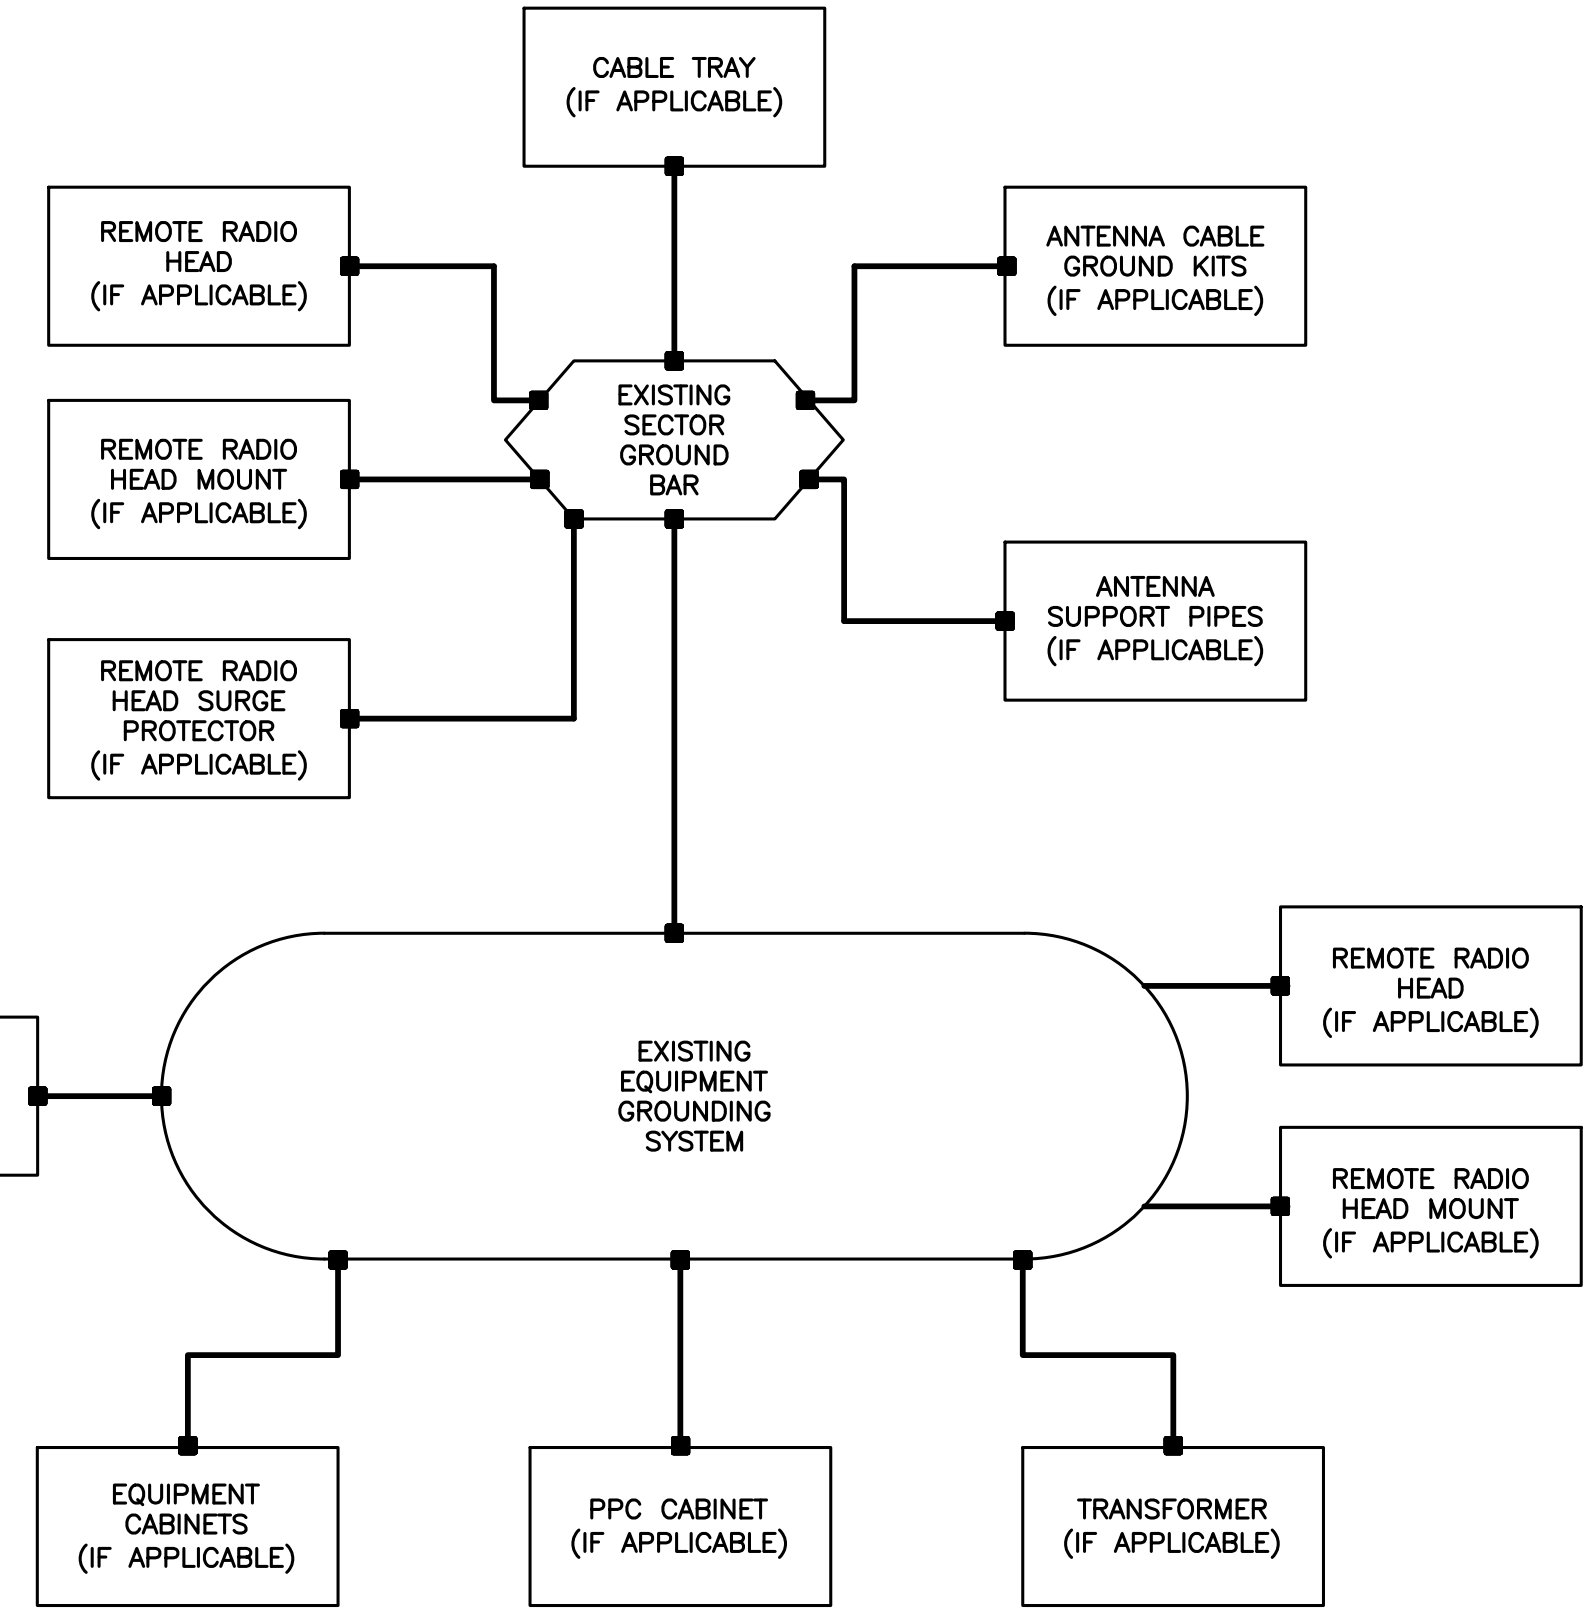 CABLE TRAY
(IF APPLICABLE)
REMOTE RADIO
HEAD
(IF APPLICABLE)
ANTENNA CABLE
GROUND KITS
(IF APPLICABLE)
EXISTING
SECTOR
GROUND
BAR
REMOTE RADIO
HEAD MOUNT
(IF APPLICABLE)
ANTENNA
SUPPORT PIPES
(IF APPLICABLE)
REMOTE RADIO
HEAD SURGE
PROTECTOR
(IF APPLICABLE)
REMOTE RADIO
HEAD
(IF APPLICABLE)
EXISTING
EQUIPMENT
GROUNDING
SYSTEM
REMOTE RADIO
HEAD MOUNT
(IF APPLICABLE)
EQUIPMENT
CABINETS
(IF APPLICABLE)
PPC CABINET
(IF APPLICABLE)
TRANSFORMER
(IF APPLICABLE)